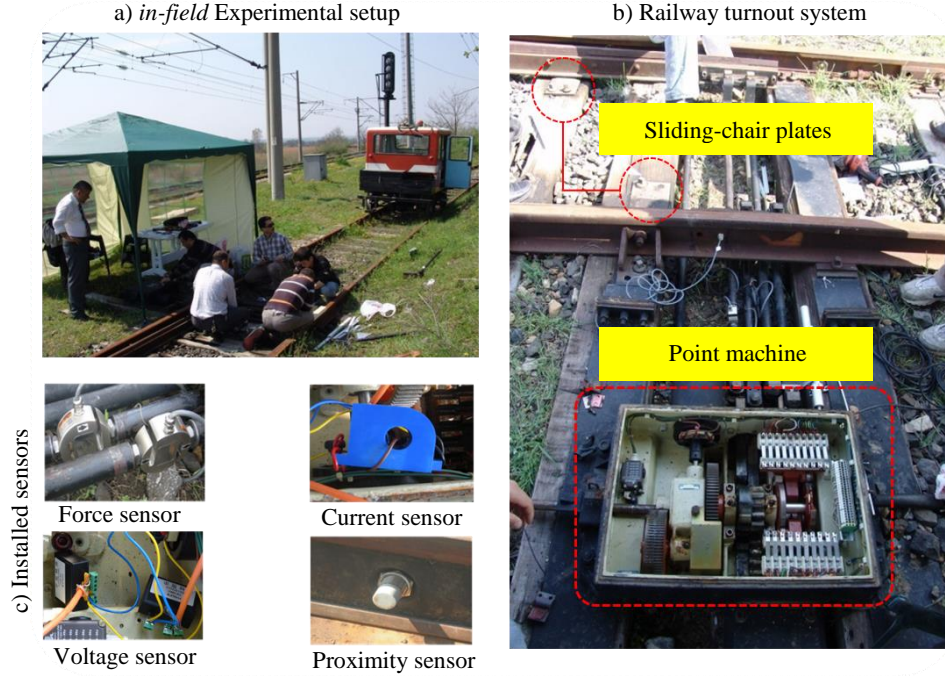 a) in-field Experimental setup
b) Railway turnout system
Sliding-chair plates
Point machine
c) Installed sensors
Force sensor
Current sensor
Voltage sensor
Proximity sensor